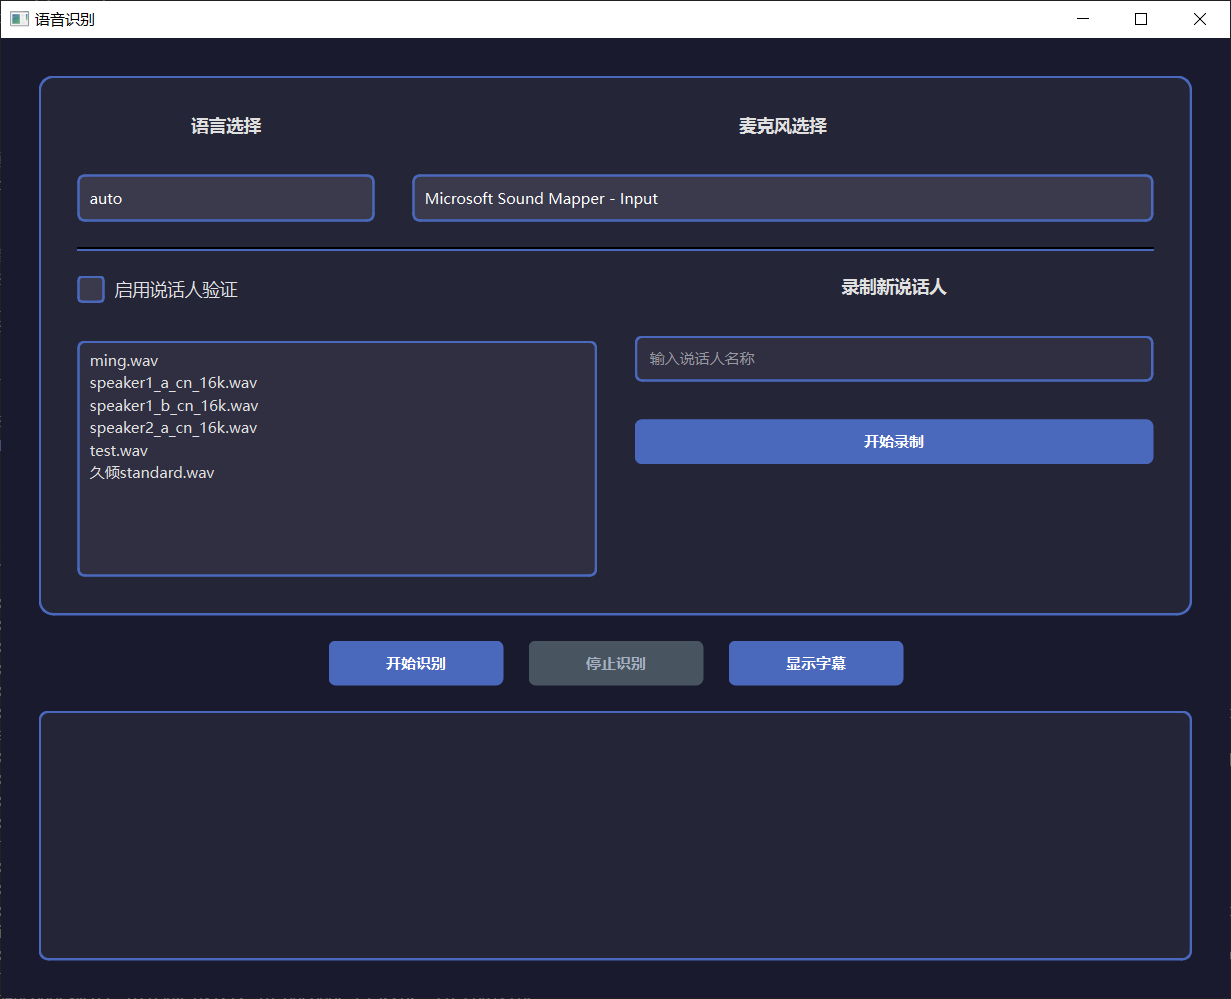 语音识别
语言选择
麦克风选择
auto
Microsoft Sound Mapper - Input
启用说话人验证
录制新说话人
ming.wav
speaker1_a_cn_16k.wav
speaker1_b_cn_16k.wav
speaker2_a_cn_16k.wav
test.wav
久倾standard.wav
输入说话人名称
开始录制
开始识别
停止识别
显示字幕